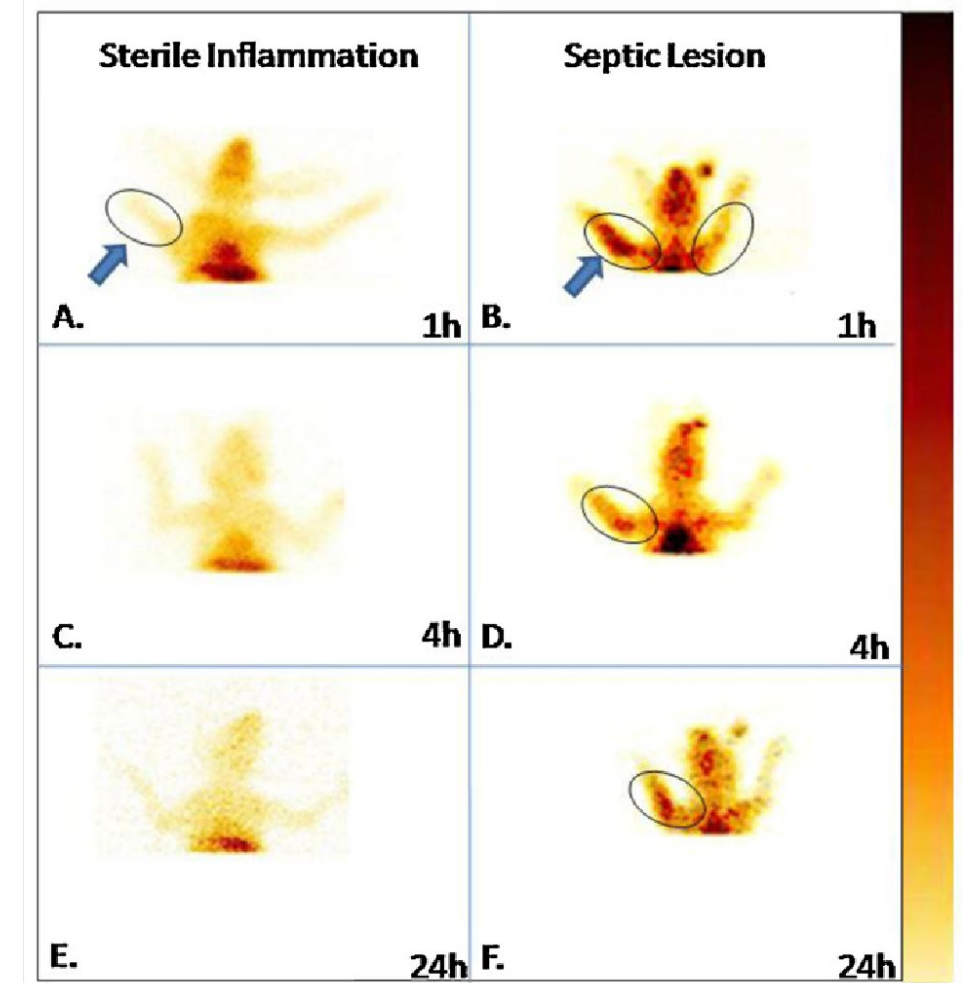 Sterile Inflammation
Septic Lesion
A.
1h
B.
1h
C.
4h
D.
4h
E.
24h
F.
24h